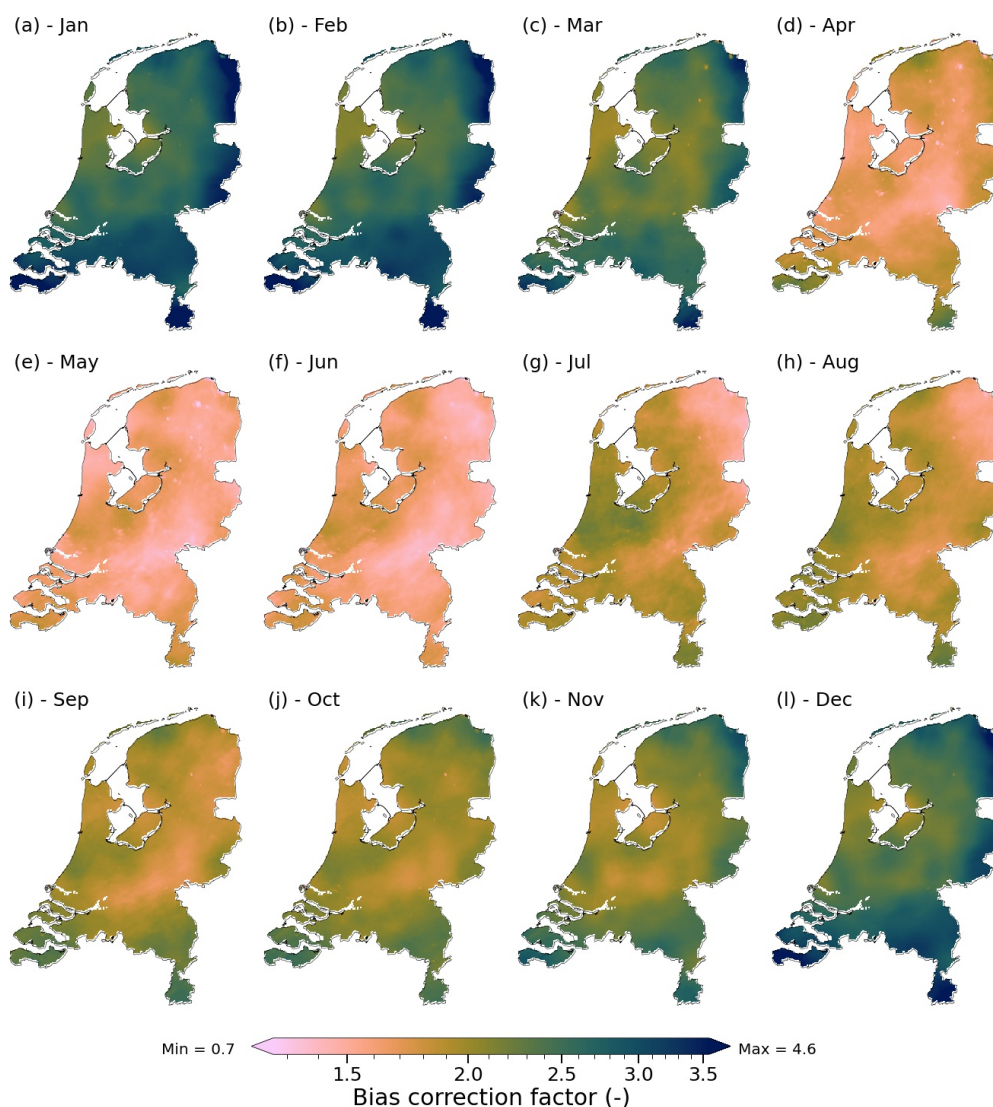 (a) - Jan
(b) - Feb
(c) - Mar
(d) - Apr
(e) - May
(f) - Jun
(g) - Jul
(h) - Aug
(i) - Sep
(j) - Oct
(k) - Nov
(l) - Dec
Min = 0.7
Max = 4.6
1.5 2.0 2.5 3.0 3.5
Bias correction factor (-)